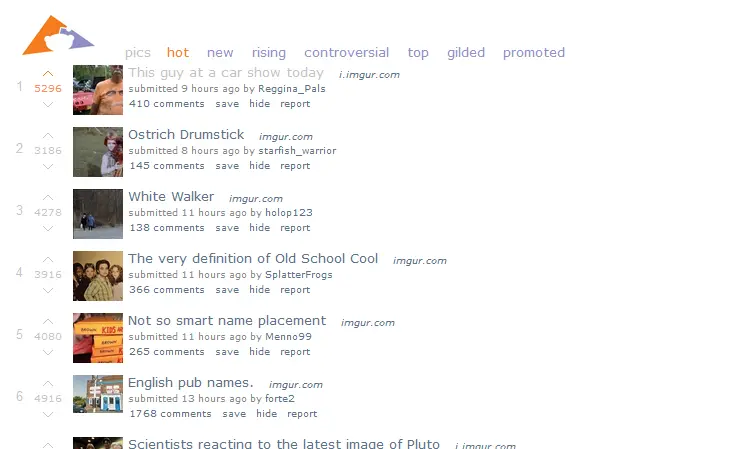 pics hot new rising controversial top gilded promoted
1 5296 This guy at a car show today i.imgur.com
submitted 9 hours ago by Reggina_Pals
410 comments save hide report
2 3186 Ostrich Drumstick imgur.com
submitted 8 hours ago by starfish_warrior
145 comments save hide report
3 4278 White Walker imgur.com
submitted 11 hours ago by holop123
138 comments save hide report
4 3916 The very definition of Old School Cool imgur.com
submitted 11 hours ago by SplatterFrogs
366 comments save hide report
5 4080 Not so smart name placement imgur.com
submitted 11 hours ago by Menno99
265 comments save hide report
6 4916 English pub names. imgur.com
submitted 13 hours ago by forte2
1768 comments save hide report
Scientists reacting to the latest image of Pluto i.imgur.com